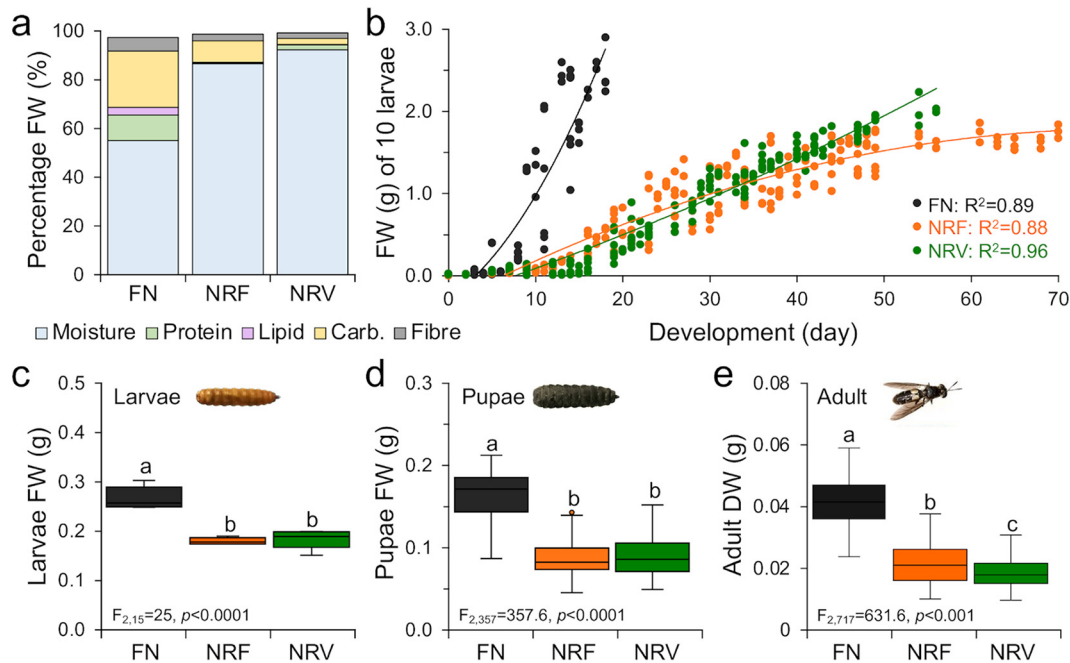 a
100
80
60
40
20
0
Percentage FW (%)
FN
NRF
NRV
Moisture
Protein
Lipid
Carb.
Fibre
b
3.0
2.0
1.0
0.0
FW (g) of 10 larvae
FN: R²=0.89
NRF: R²=0.88
NRV: R²=0.96
0
10
20
30
40
50
60
70
Development (day)
c
Larvae
0.5
0.4
0.3
0.2
0.1
0.0
Larvae FW (g)
a
b
b
F2,15=25, p<0.0001
FN
NRF
NRV
d
Pupae
0.3
0.2
0.1
0.0
Pupae FW (g)
a
b
b
F2,357=357.6, p<0.0001
FN
NRF
NRV
e
Adult
0.08
0.06
0.04
0.02
0
Adult DW (g)
a
b
c
F2,717=631.6, p<0.001
FN
NRF
NRV